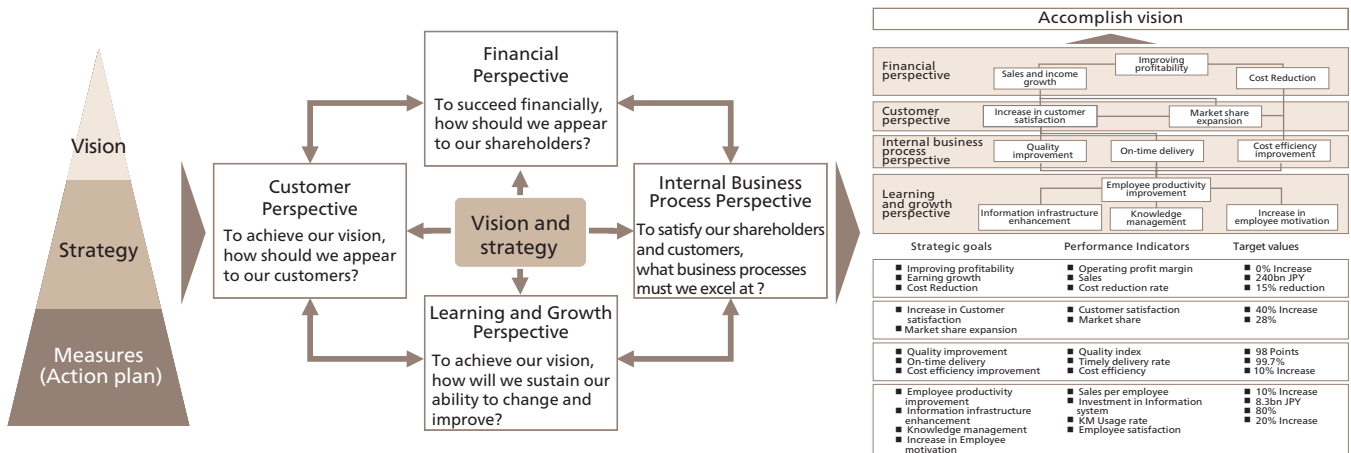 Vision
Strategy
Measures
(Action plan)
Financial
Perspective
To succeed financially,
how should we appear
to our shareholders?
Customer
Perspective
To achieve our vision,
how should we appear
to our customers?
Vision and
strategy
Internal Business
Process Perspective
To satisfy our shareholders
and customers,
what business processes
must we excel at ?
Learning and Growth
Perspective
To achieve our vision,
how will we sustain our
ability to change and
improve?
Accomplish vision
Financial
perspective
Improving
profitability
Sales and income
growth
Cost Reduction
Customer
perspective
Increase in customer
satisfaction
Market share
expansion
Internal business
process
perspective
Quality
improvement
On-time delivery
Cost efficiency
improvement
Learning
and growth
perspective
Employee productivity
improvement
Information infrastructure
enhancement
Knowledge
management
Increase in
employee motivation
Strategic goals Performance Indicators Target values
■ Improving profitability ■ Operating profit margin ■ 0% Increase
■ Earning growth ■ Sales ■ 240bn JPY
■ Cost Reduction ■ Cost reduction rate ■ 15% reduction
■ Increase in Customer
satisfaction
■ Market share expansion
■ Customer satisfaction
■ Market share
■ 40% Increase
■ 28%
■ Quality improvement ■ Quality index ■ 98 Points
■ On-time delivery ■ Timely delivery rate ■ 99.7%
■ Cost efficiency improvement ■ Cost efficiency ■ 10% Increase
■ Employee productivity
improvement
■ Information infrastructure
enhancement
■ Knowledge management
■ Increase in Employee
motivation
■ Sales per employee
■ Investment in Information
system
■ KM Usage rate
■ Employee satisfaction
■ 10% Increase
■ 8.3bn JPY
■ 80%
■ 20% Increase